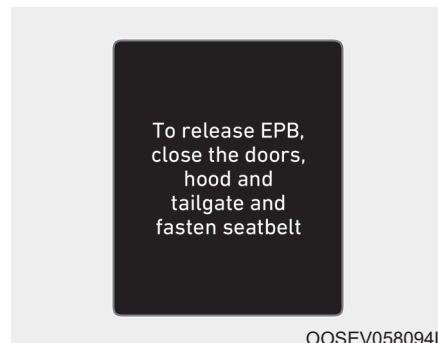 To release EPB,
close the doors,
hood and
tailgate and
fasten seatbelt
OOSEV058094L